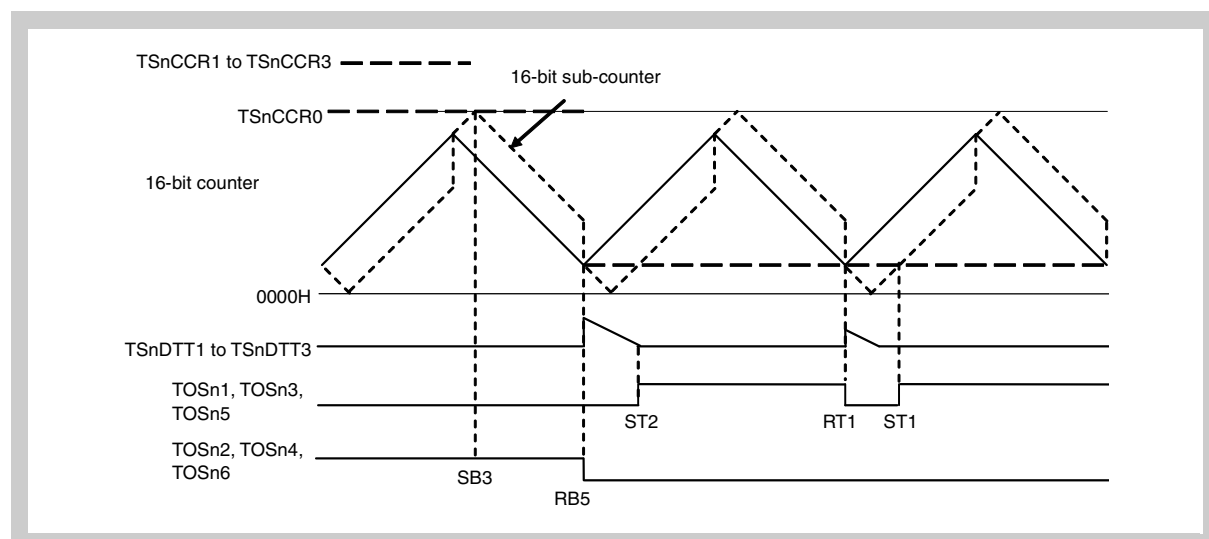 TSnCCR1 to TSnCCR3
16-bit sub-counter
TSnCCR0
16-bit counter
0000H
TSnDTT1 to TSnDTT3
TOSn1, TOSn3,
TOSn5
ST2
RT1
ST1
TOSn2, TOSn4,
TOSn6
SB3
RB5